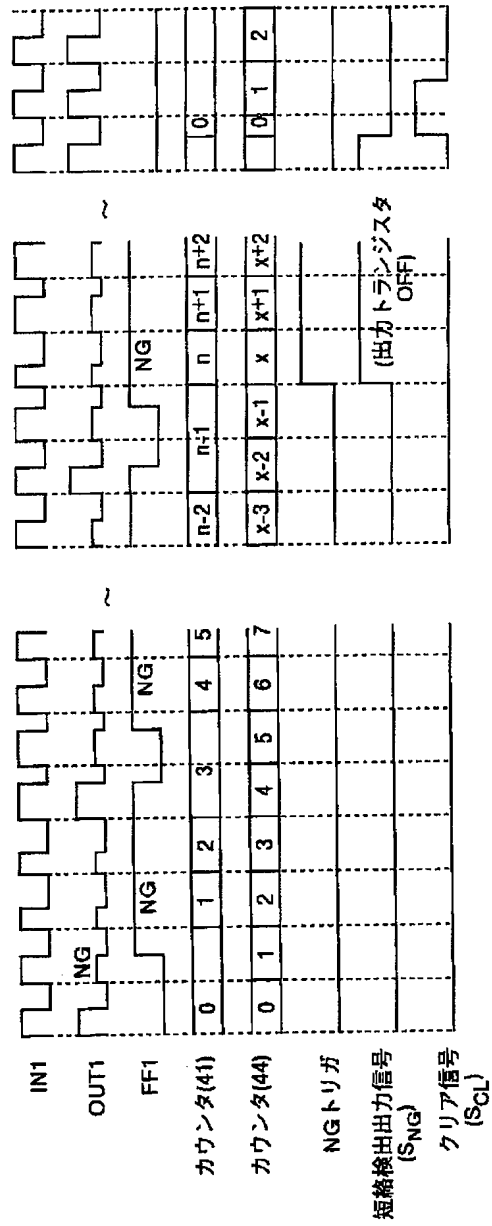 IN1
NG
OUT1
NG NG NG
FF1
0 1 2 3 4 5 n-2 n-1 n n+1 n+2 0
カウンタ(41)
0 1 2 3 4 5 6 7 x-3 x-2 x-1 x x+1 x+2 0 1 2
カウンタ(44)
NGトリガ
短絡検出出力信号
(SNG)
(出力トランジスタ
OFF)
クリア信号
(SCL)
~
~